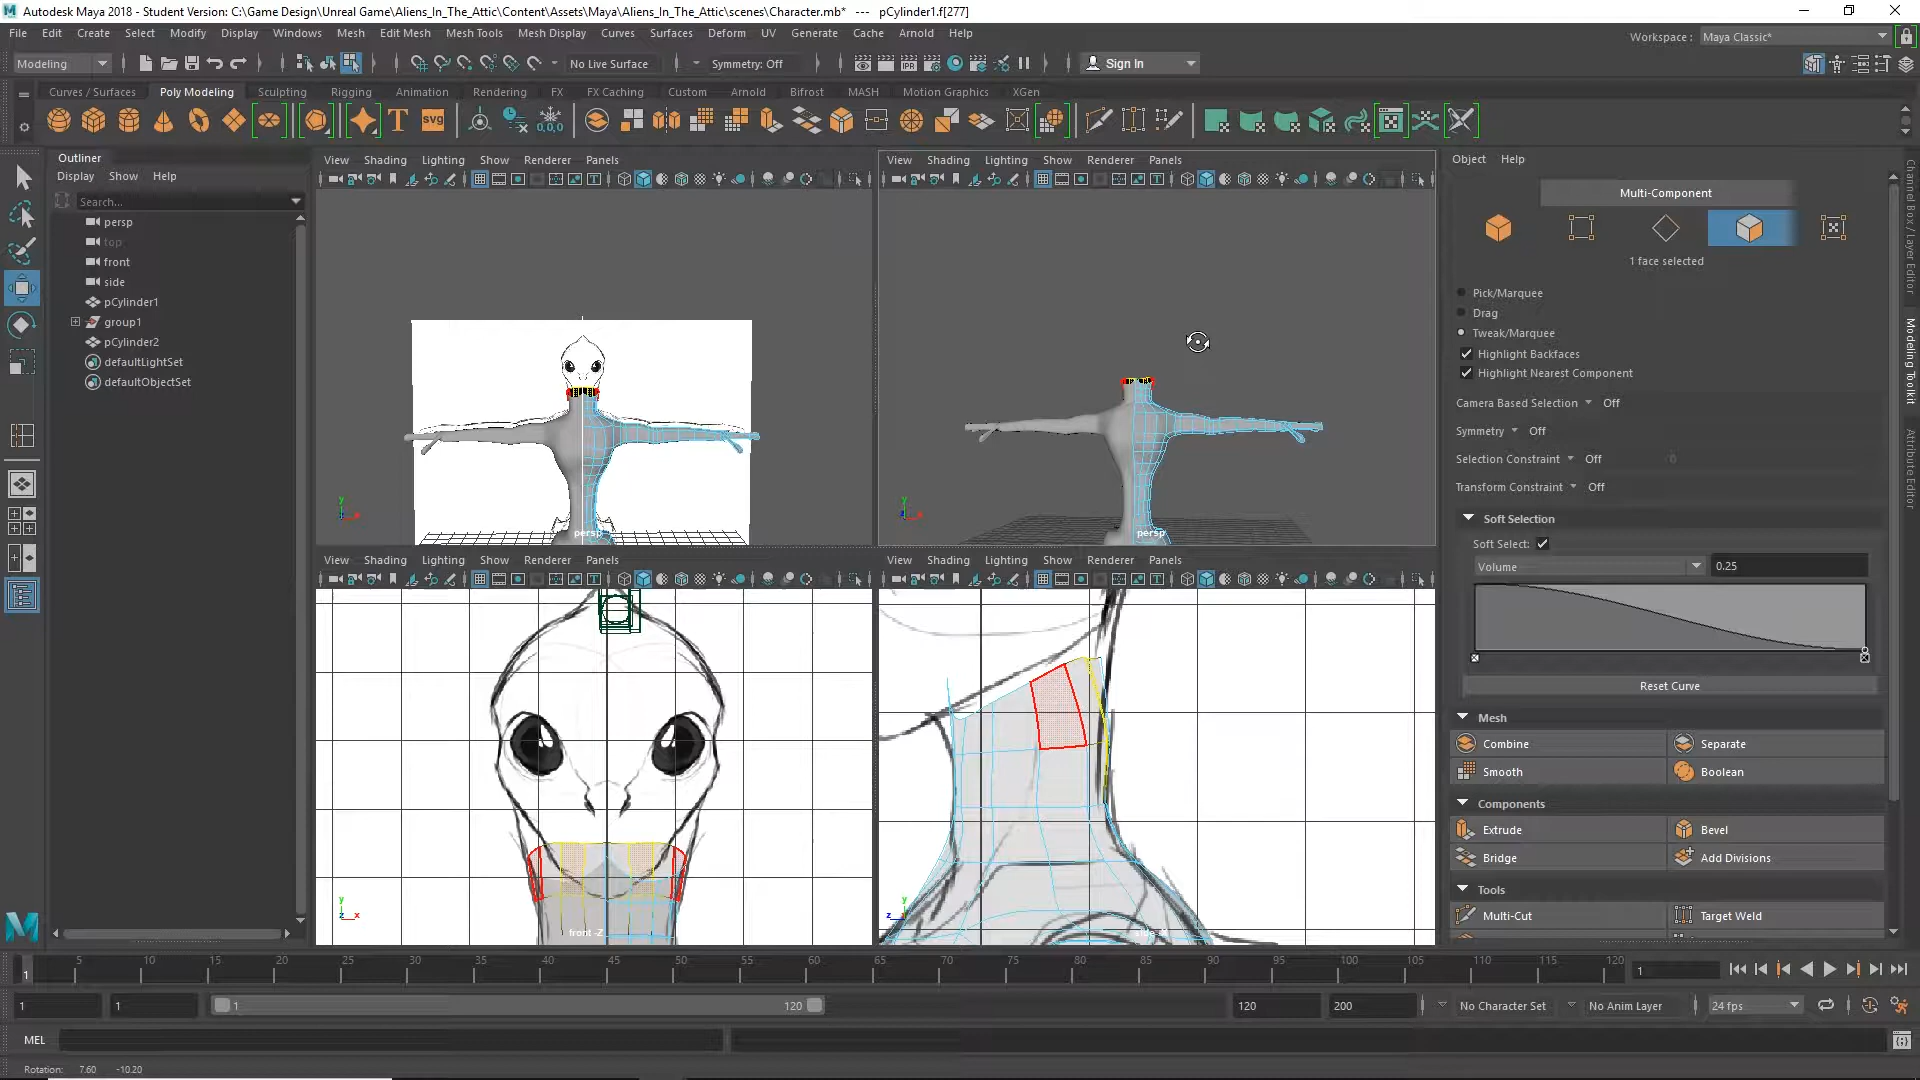 Autodesk Maya 2018 - Student Version: C:\Game Design\Unreal Game\Aliens_In_The_Attic\Content\Assets\Maya\Aliens_In_The_Attic\scenes\Character.mb*   ---   pCylinder1.f[277]
File Edit Create Select Modify Display Windows Mesh Edit Mesh Mesh Tools Mesh Display Curves Surfaces Deform UV Generate Cache Arnold Help
Workspace : Maya Classic*
Modeling No Live Surface Symmetry: Off Sign In
Curves / Surfaces Poly Modeling Sculpting Rigging Animation Rendering FX FX Caching Custom Arnold Bifrost MASH Motion Graphics XGen
T svg 0,0,0 IPR
Outliner
Display Show Help
Search...
persp
top
front
side
pCylinder1
group1
pCylinder2
defaultLightSet
defaultObjectSet
View Shading Lighting Show Renderer Panels
y
persp
View Shading Lighting Show Renderer Panels
y
persp
View Shading Lighting Show Renderer Panels
y
z x
front -Z
View Shading Lighting Show Renderer Panels
y
z
Object Help
Multi-Component
1 face selected
Pick/Marquee
Drag
Tweak/Marquee
Highlight Backfaces
Highlight Nearest Component
Camera Based Selection Off
Symmetry Off
Selection Constraint Off 0
Transform Constraint Off
Soft Selection
Soft Select:
Volume 0.25
Reset Curve
Mesh
Combine Separate
Smooth Boolean
Components
Extrude Bevel
Bridge Add Divisions
Tools
Multi-Cut Target Weld
Channel Box / Layer Editor
Modeling Toolkit
Attribute Editor
1 5 10 15 20 25 30 35 40 45 50 55 60 65 70 75 80 85 90 95 100 105 110 115 120 1
1 1 1 120 120 200 No Character Set No Anim Layer 24 fps
MEL
Rotation: 7.60 -10.20